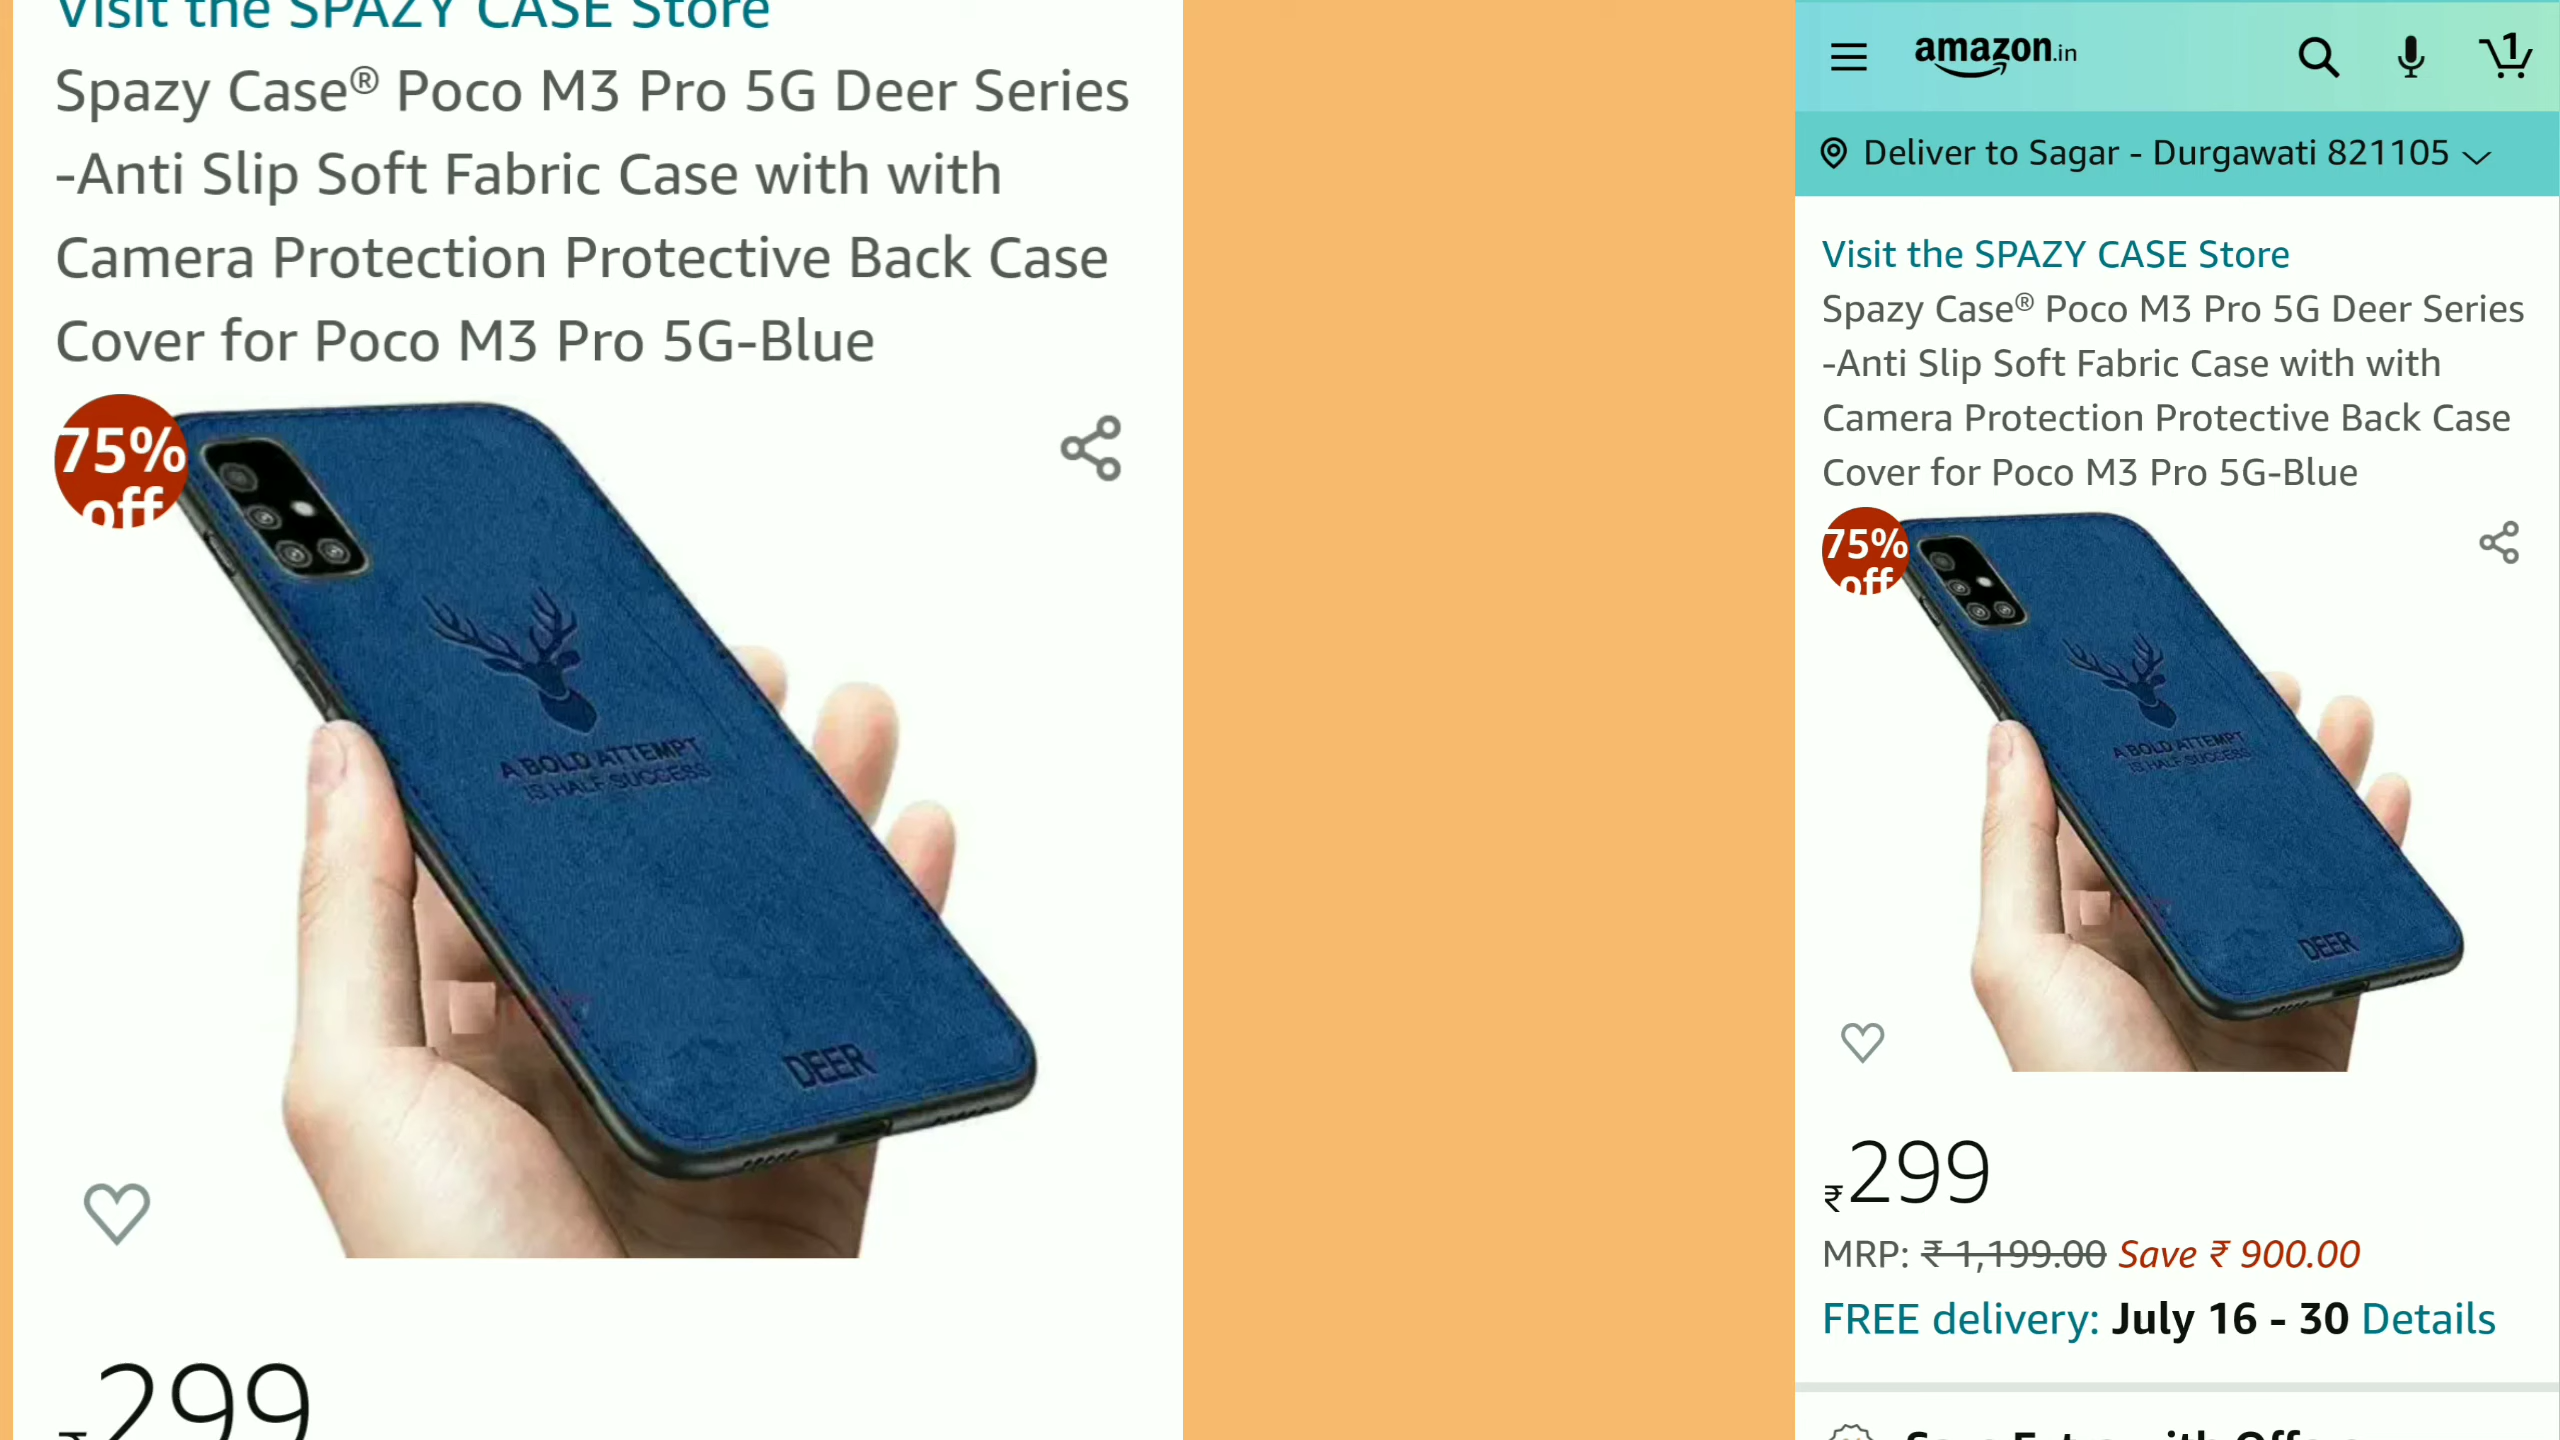 Visit the SPAZY CASE Store
Spazy Case® Poco M3 Pro 5G Deer Series
-Anti Slip Soft Fabric Case with with
Camera Protection Protective Back Case
Cover for Poco M3 Pro 5G-Blue
75%
off
A BOLD ATTEMPT
IS HALF SUCCESS
DEER
₹299
amazon.in
1
Deliver to Sagar - Durgawati 821105
Visit the SPAZY CASE Store
Spazy Case® Poco M3 Pro 5G Deer Series
-Anti Slip Soft Fabric Case with with
Camera Protection Protective Back Case
Cover for Poco M3 Pro 5G-Blue
75%
off
A BOLD ATTEMPT
IS HALF SUCCESS
DEER
₹299
MRP: ₹ 1,199.00 Save ₹ 900.00
FREE delivery: July 16 - 30 Details